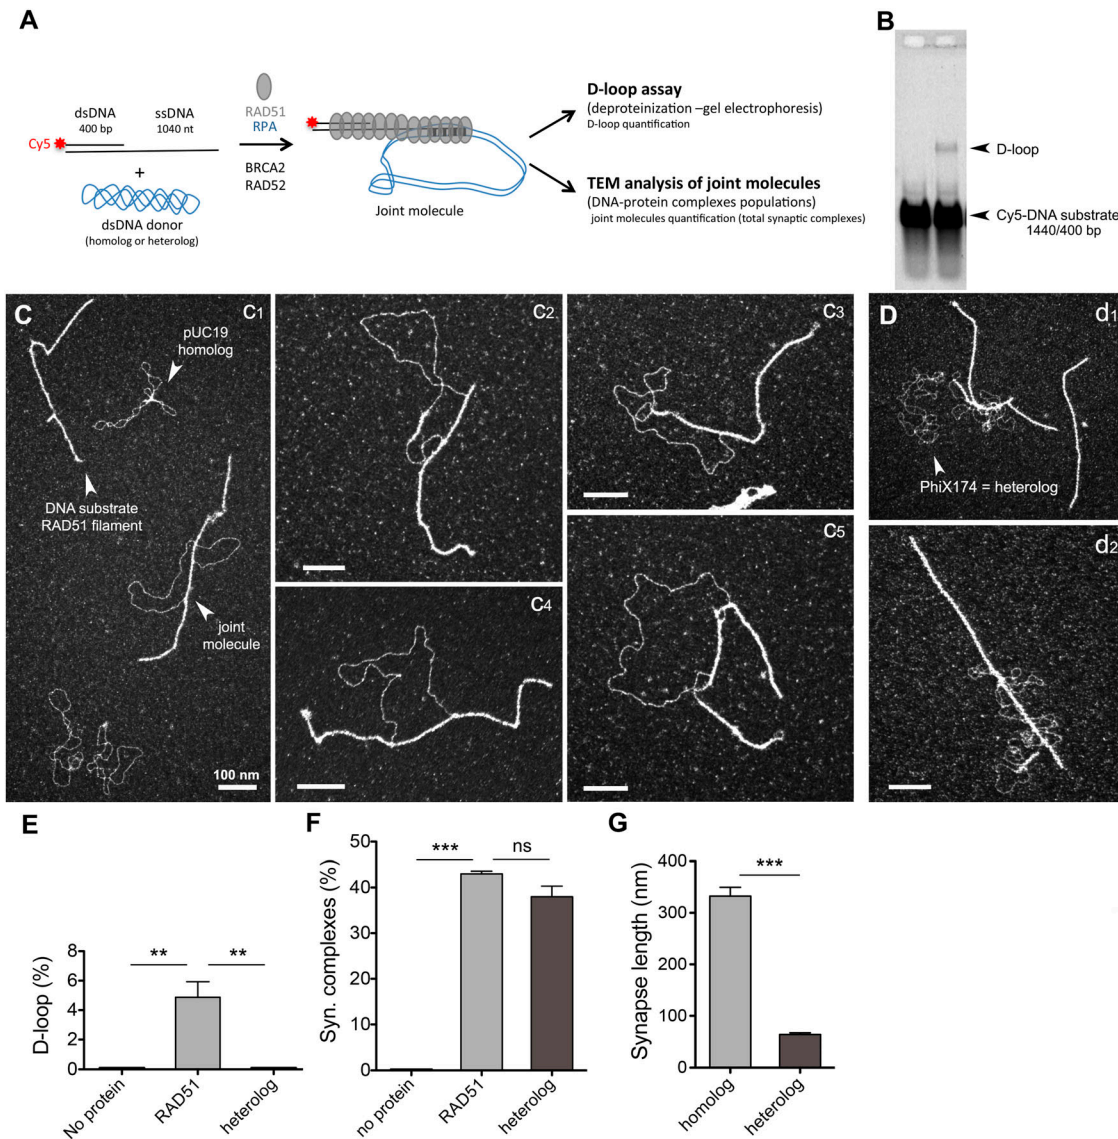 A
dsDNA
400 bp
ssDNA
1040 nt
Cy5
+
dsDNA donor
(homolog or heterolog)
RAD51
RPA
BRCA2
RAD52
Joint molecule
D-loop assay
(deproteinization –gel electrophoresis)
D-loop quantification
TEM analysis of joint molecules
(DNA-protein complexes populations)
joint molecules quantification (total synaptic complexes)
B
D-loop
Cy5-DNA substrate
1440/400 bp
C
c1
pUC19
homolog
DNA substrate
RAD51 filament
joint
molecule
100 nm
c2
c3
c4
c5
D
d1
PhiX174 = heterolog
d2
E
D-loop (%)
8
6
4
2
0
**
**
No protein
RAD51
heterolog
F
Syn. complexes (%)
50
40
30
20
10
0
***
ns
no protein
RAD51
heterolog
G
Synapse length (nm)
400
300
200
100
0
***
homolog
heterolog